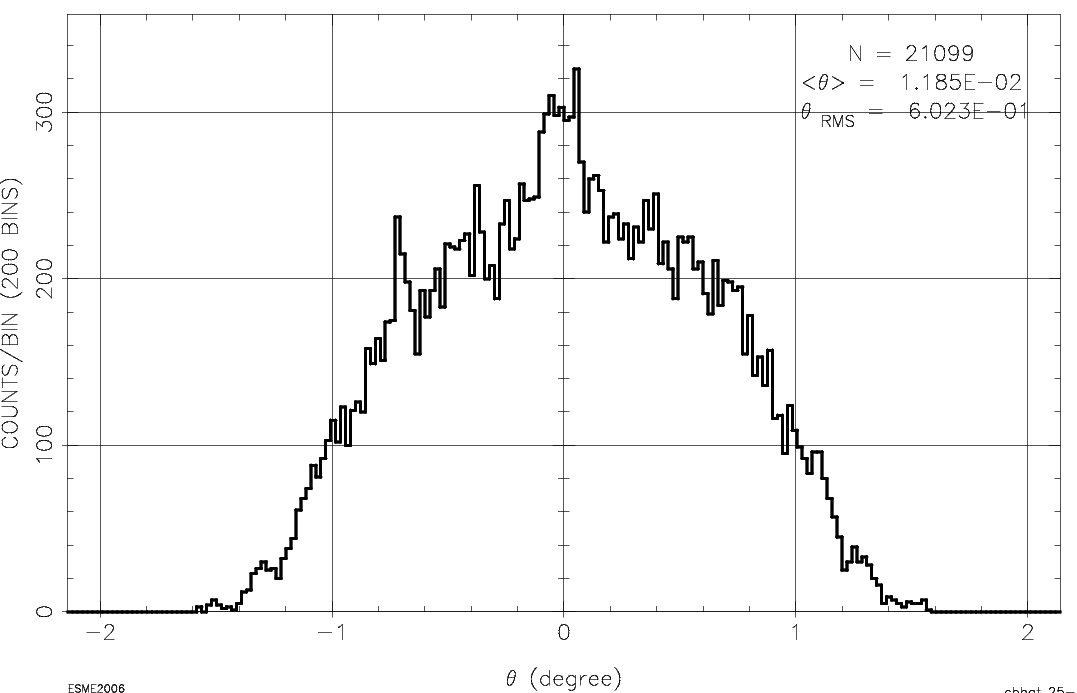 N = 21099
<θ> = 1.185E−02
θ RMS = 6.023E−01
COUNTS/BIN (200 BINS)
300
200
100
0
−2 −1 0 1 2
θ (degree)
ESME2006